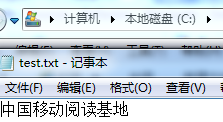 计算机 ▸ 本地磁盘 (C:) ▸
test.txt - 记事本
文件(F) 编辑(E) 格式(O) 查看(V)
中国移动阅读基地